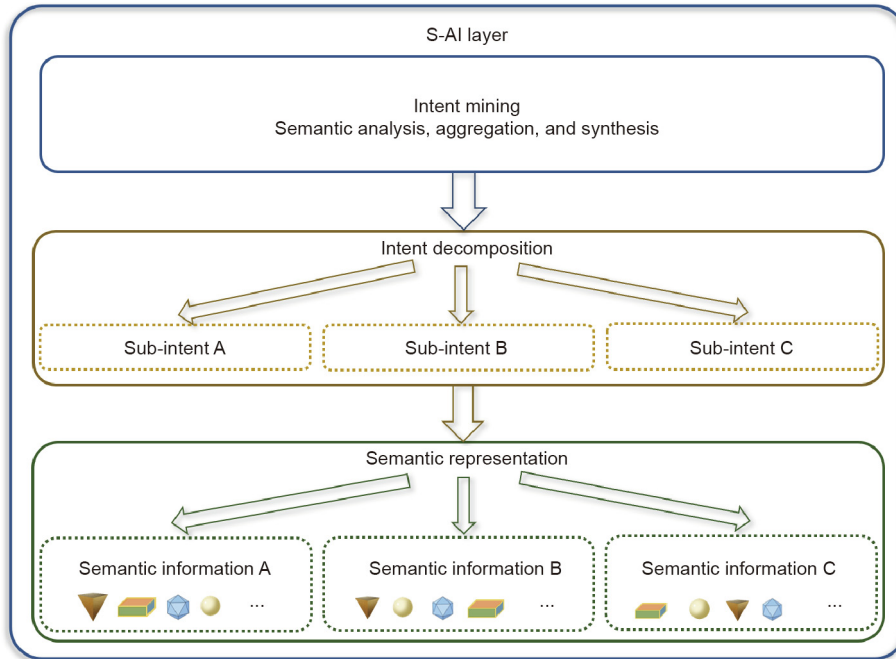 S-AI layer
Intent mining
Semantic analysis, aggregation, and synthesis
Intent decomposition
Sub-intent A
Sub-intent B
Sub-intent C
Semantic representation
Semantic information A
Semantic information B
Semantic information C
...
...
...